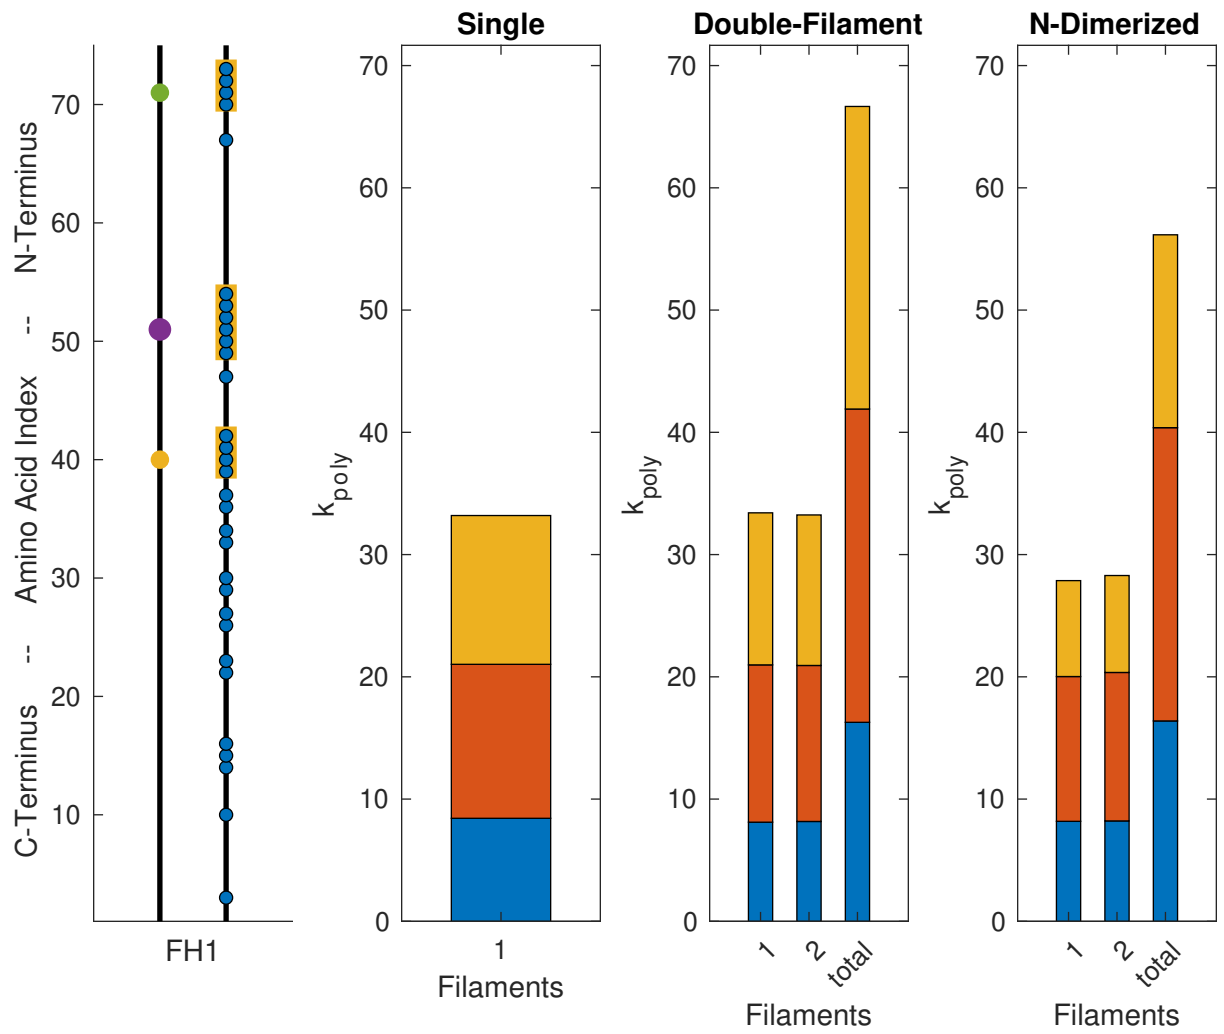 Single
Double-Filament
N-Dimerized
C-Terminus -- Amino Acid Index -- N-Terminus
70
60
50
40
30
20
10
FH1
k_poly
70
60
50
40
30
20
10
0
1
Filaments
k_poly
70
60
50
40
30
20
10
0
1
2
total
Filaments
k_poly
70
60
50
40
30
20
10
0
1
2
total
Filaments